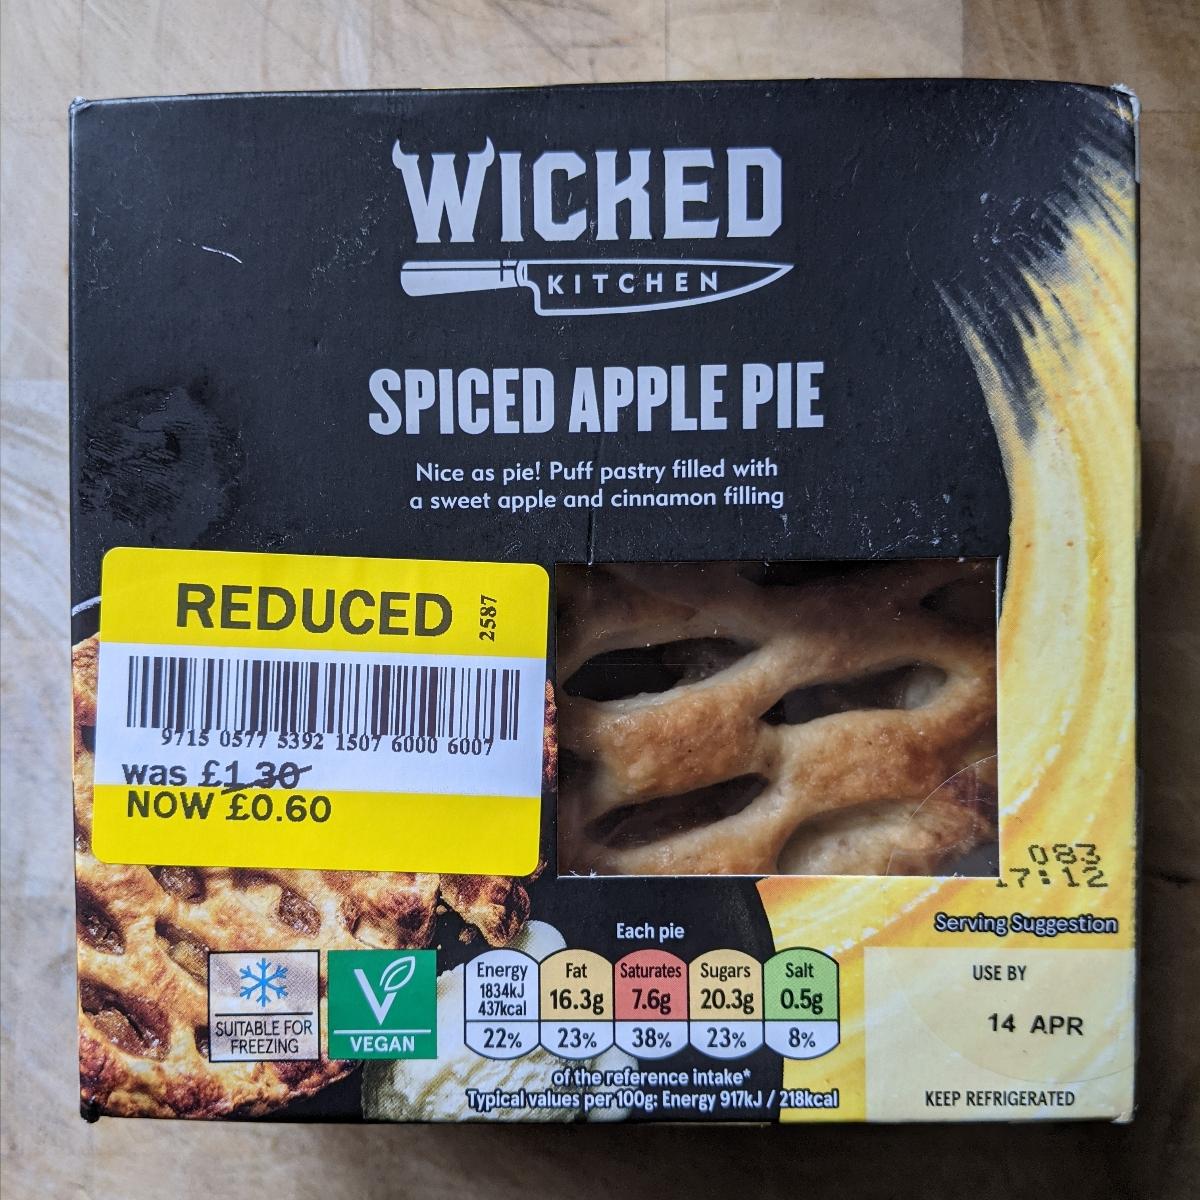 WICKED
KITCHEN
SPICED APPLE PIE
Nice as pie! Puff pastry filled with
a sweet apple and cinnamon filling
REDUCED
2587
9715 0577 5392 1507 6000 6007
was £1.30
NOW £0.60
083
17:12
Serving Suggestion
SUITABLE FOR
FREEZING
V
VEGAN
Each pie
Energy
1834kJ
437kcal
22%
Fat
16.3g
23%
Saturates
7.6g
38%
Sugars
20.3g
23%
Salt
0.5g
8%
of the reference intake*
Typical values per 100g: Energy 917kJ / 218kcal
USE BY
14 APR
KEEP REFRIGERATED